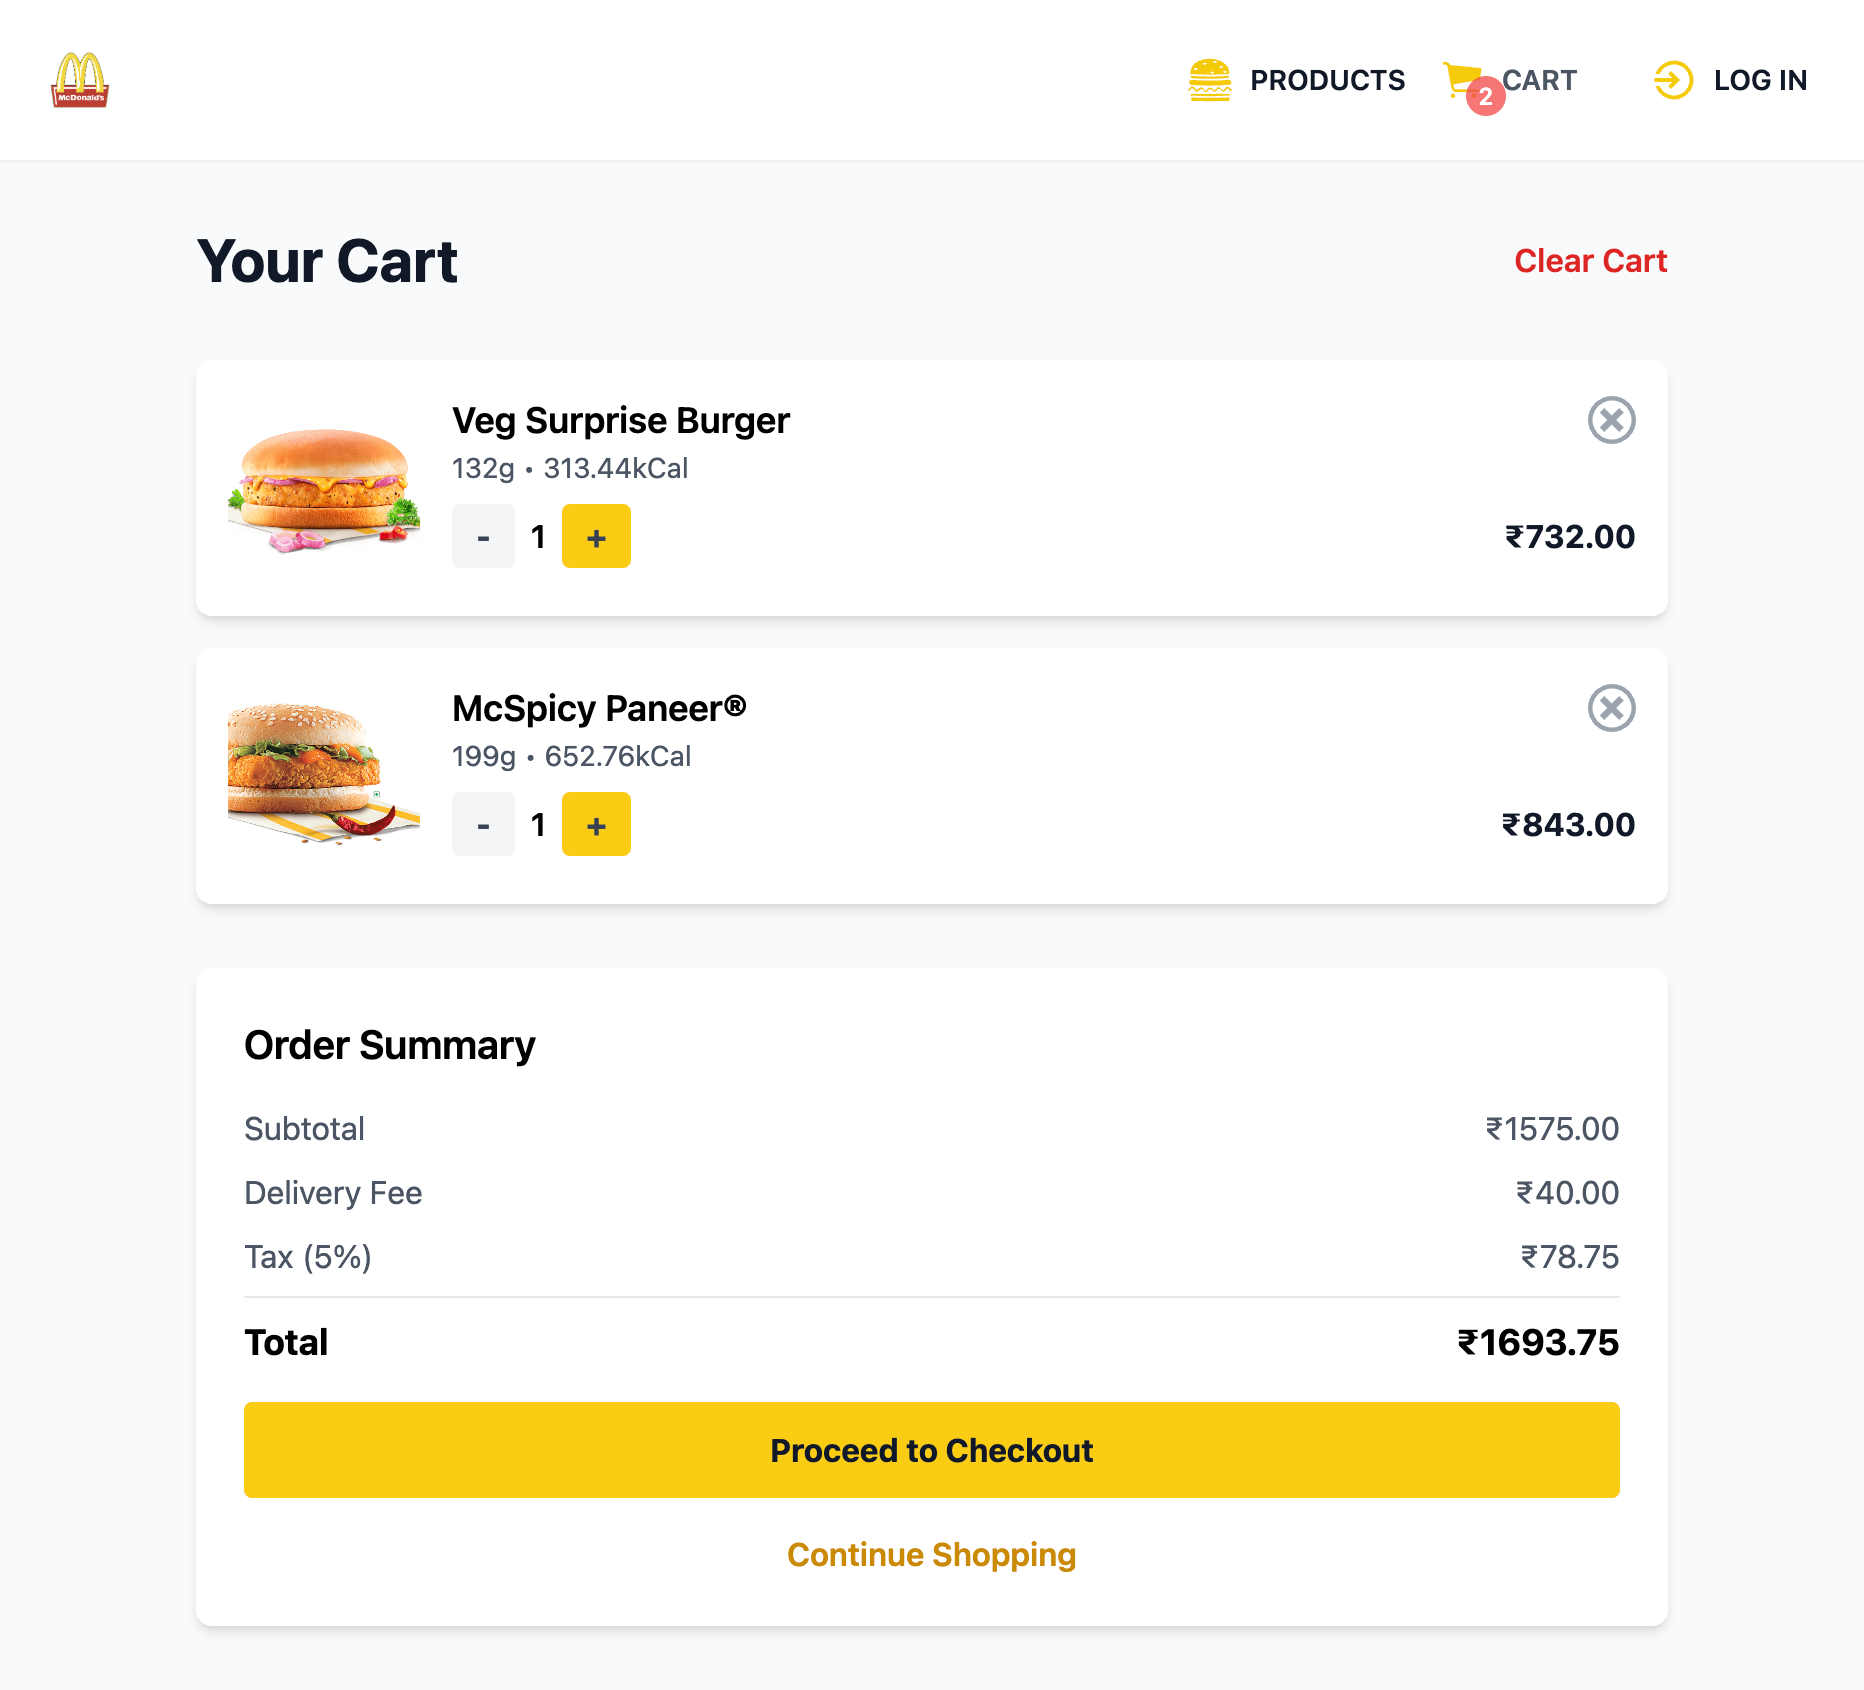 McDonald's
PRODUCTS
2
CART
LOG IN
Your Cart
Clear Cart
Veg Surprise Burger
132g • 313.44kCal
- 1 +
₹732.00
McSpicy Paneer®
199g • 652.76kCal
- 1 +
₹843.00
Order Summary
Subtotal ₹1575.00
Delivery Fee ₹40.00
Tax (5%) ₹78.75
Total ₹1693.75
Proceed to Checkout
Continue Shopping